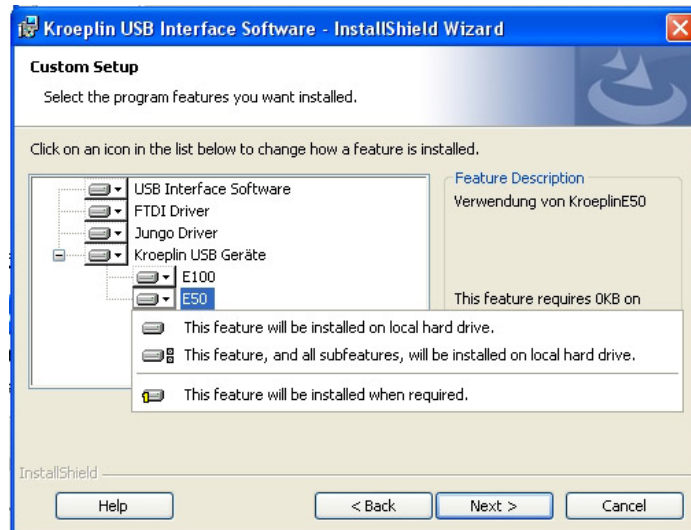 Kroeplin USB Interface Software - InstallShield Wizard
Custom Setup
Select the program features you want installed.
Click on an icon in the list below to change how a feature is installed.
USB Interface Software
FTDI Driver
Jungo Driver
Kroeplin USB Geräte
E100
E50
Feature Description
Verwendung von KroeplinE50
This feature requires 0KB on
This feature will be installed on local hard drive.
This feature, and all subfeatures, will be installed on local hard drive.
This feature will be installed when required.
InstallShield
Help
< Back
Next >
Cancel